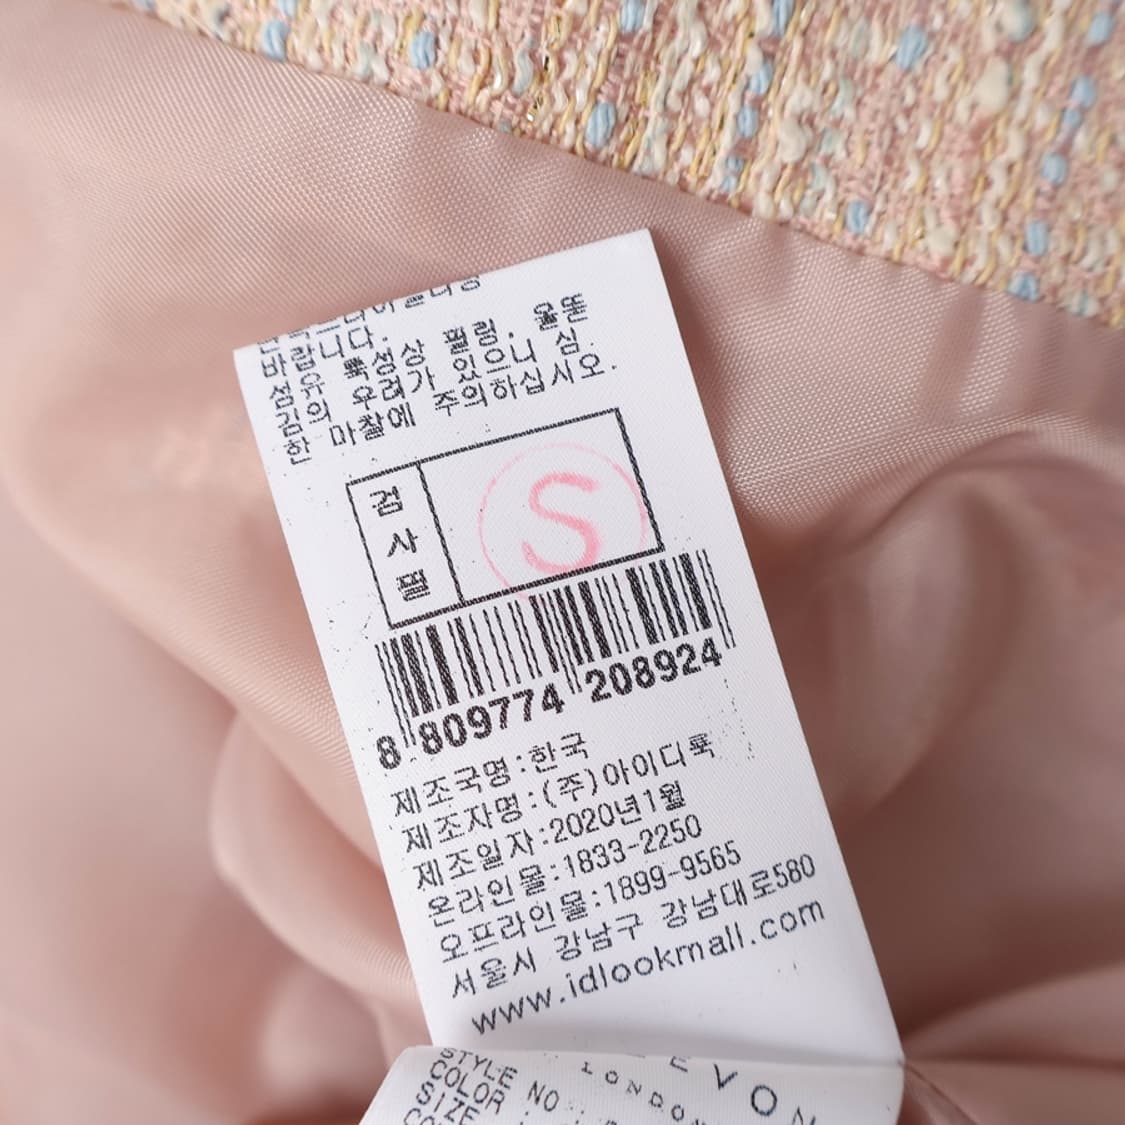 바랍니다.
섬유 특성상 필링, 올뜯
김의 우려가 있으니 심
한 마찰에 주의하십시오.
검
사
필
S
8 809774 208924
제조국명:한국
제조자명:(주)아이디룩
제조일자:2020년1월
온라인몰:1833-2250
오프라인몰:1899-9565
서울시 강남구 강남대로580
www.idlookmall.com
EVON
LONDON
STYLE NO
COLOR
SIZE